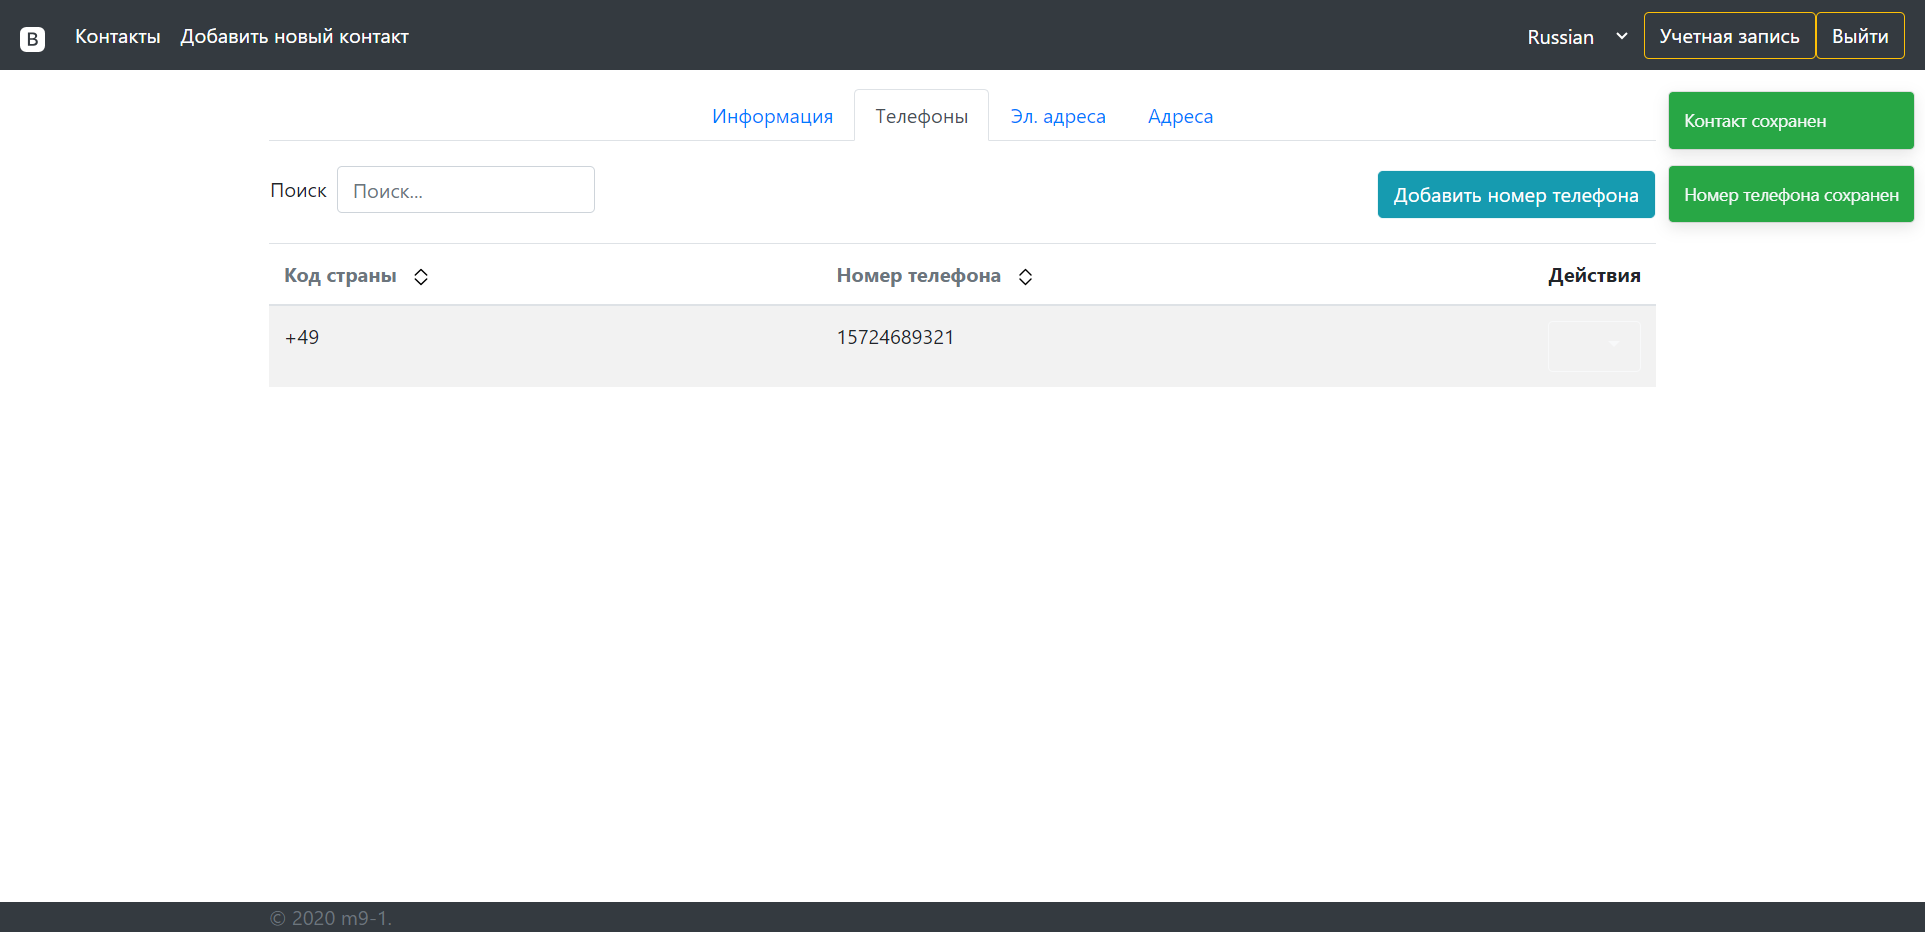 B Контакты Добавить новый контакт Russian Учетная запись Выйти
Информация Телефоны Эл. адреса Адреса
Контакт сохранен
Поиск Поиск... Добавить номер телефона
Номер телефона сохранен
Код страны Номер телефона Действия
+49 15724689321
© 2020 m9-1.